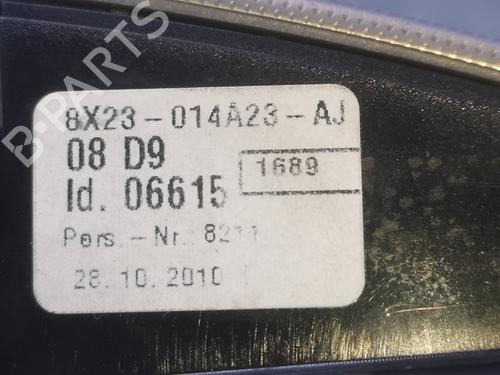 8X23-014A23-AJ
08 D9
1689
Id. 06615
Pers.-Nr. 8211
28.10.2010
B-PARTS